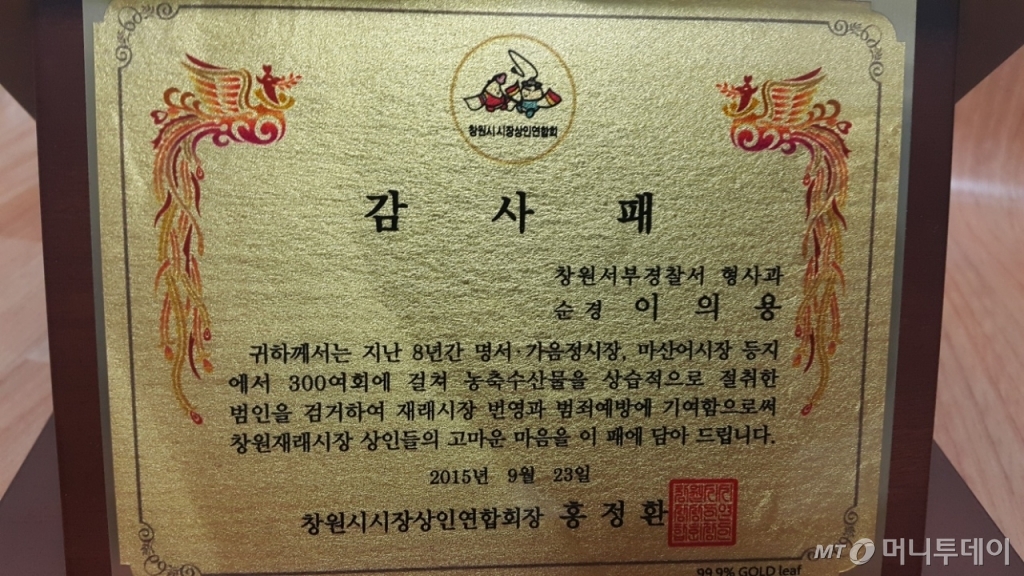 창원시시장상인연합회
감 사 패
창원서부경찰서 형사과
순경 이 의 용
귀하께서는 지난 8년간 명서·가음정시장, 마산어시장 등지
에서 300여회에 걸쳐 농축수산물을 상습적으로 절취한
범인을 검거하여 재래시장 번영과 범죄예방에 기여함으로써
창원재래시장 상인들의 고마운 마음을 이 패에 담아 드립니다.
2015년 9월 23일
창원시시장상인연합회장 홍 정 환
99.9% GOLD leaf
MT 머니투데이